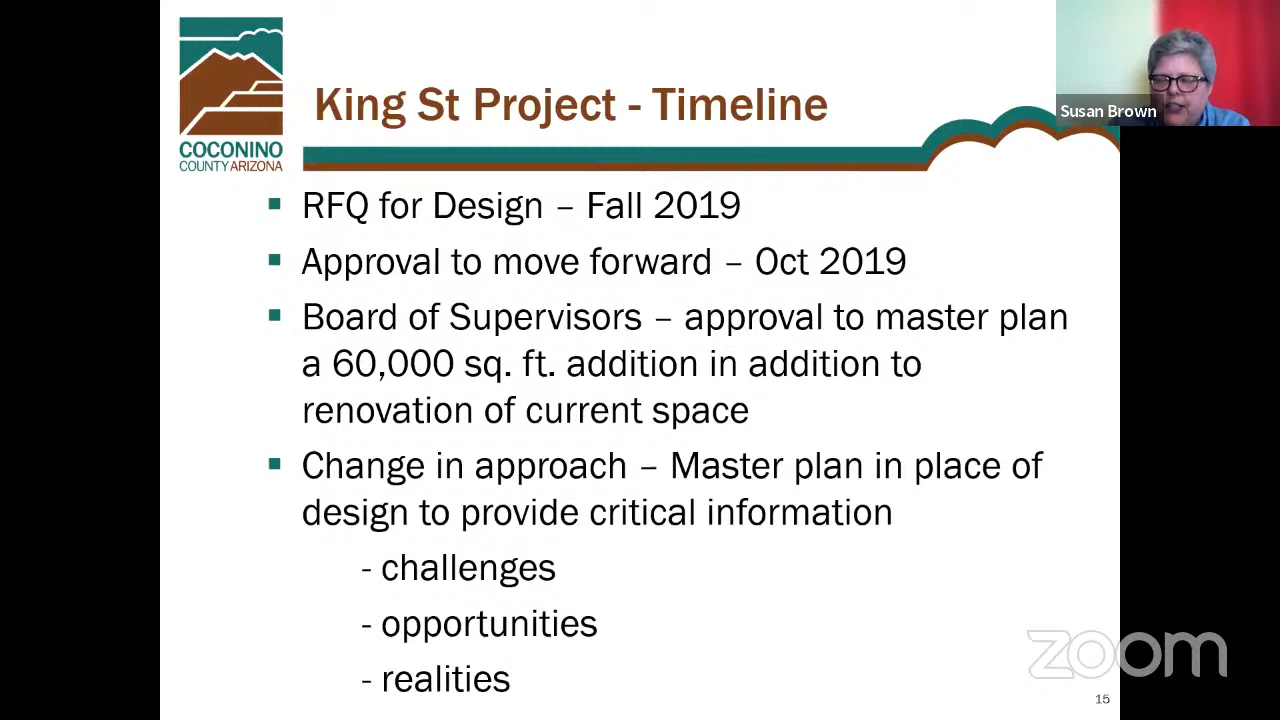 King St Project - Timeline
Susan Brown
COCONINO
COUNTY ARIZONA
▪ RFQ for Design – Fall 2019
▪ Approval to move forward – Oct 2019
▪ Board of Supervisors – approval to master plan
a 60,000 sq. ft. addition in addition to
renovation of current space
▪ Change in approach – Master plan in place of
design to provide critical information
- challenges
- opportunities
- realities
zoom
15